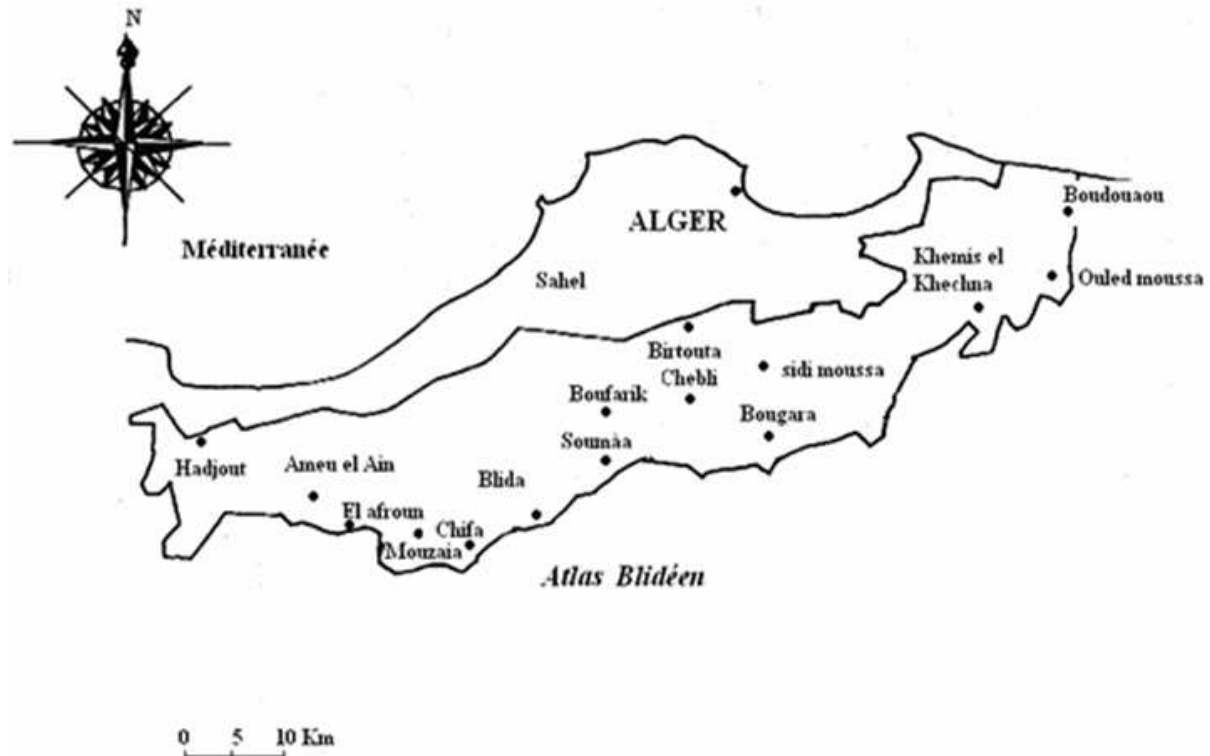 N
Méditerranée
ALGER
Sahel
Boudouaou
Khemis el
Khechna
Ouled moussa
Birtouta
Chebli
sidi moussa
Boufarik
Bougara
Soumàa
Hadjout
Ameu el Ain
Blida
El afroun
Chifa
Mouzaia
Atlas Blidéen
0 5 10 Km